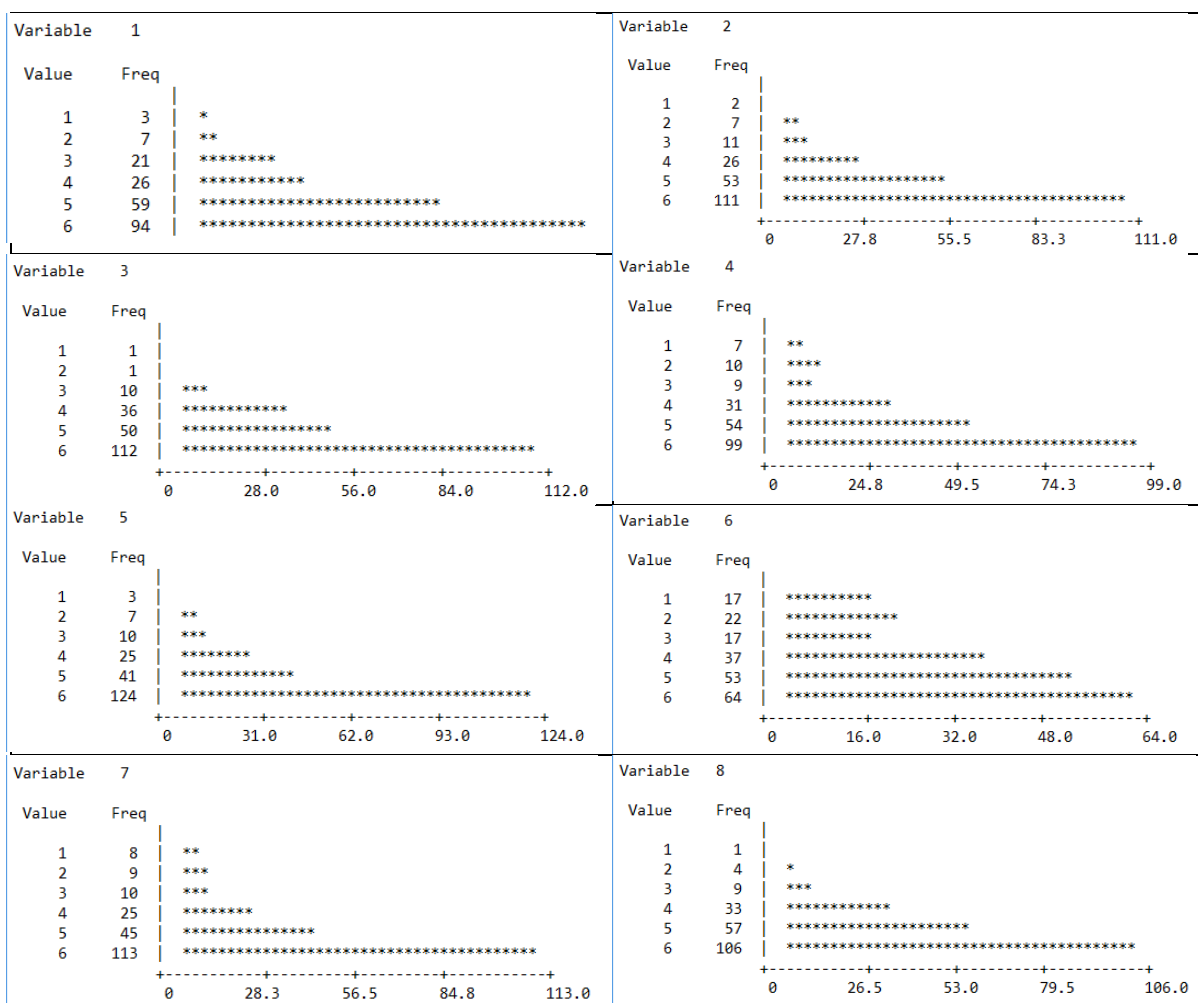 Variable 1
Value Freq
|
1 3 | *
2 7 | **
3 21 | ********
4 26 | ***********
5 59 | *************************
6 94 | ****************************************
Variable 2
Value Freq
|
1 2 |
2 7 | **
3 11 | ***
4 26 | *********
5 53 | *******************
6 111 | ****************************************
+-----------+---------+---------+-----------+
0 27.8 55.5 83.3 111.0
Variable 3
Value Freq
|
1 1 |
2 1 |
3 10 | ***
4 36 | ************
5 50 | *****************
6 112 | ****************************************
+-----------+---------+---------+-----------+
0 28.0 56.0 84.0 112.0
Variable 4
Value Freq
|
1 7 | **
2 10 | ****
3 9 | ***
4 31 | ************
5 54 | *********************
6 99 | ****************************************
+-----------+---------+---------+-----------+
0 24.8 49.5 74.3 99.0
Variable 5
Value Freq
|
1 3 |
2 7 | **
3 10 | ***
4 25 | ********
5 41 | *************
6 124 | ****************************************
+-----------+---------+---------+-----------+
0 31.0 62.0 93.0 124.0
Variable 6
Value Freq
|
1 17 | **********
2 22 | *************
3 17 | **********
4 37 | ***********************
5 53 | *********************************
6 64 | ****************************************
+-----------+---------+---------+-----------+
0 16.0 32.0 48.0 64.0
Variable 7
Value Freq
|
1 8 | **
2 9 | ***
3 10 | ***
4 25 | ********
5 45 | ***************
6 113 | ****************************************
+-----------+---------+---------+-----------+
0 28.3 56.5 84.8 113.0
Variable 8
Value Freq
|
1 1 |
2 4 | *
3 9 | ***
4 33 | ************
5 57 | *********************
6 106 | ****************************************
+-----------+---------+---------+-----------+
0 26.5 53.0 79.5 106.0